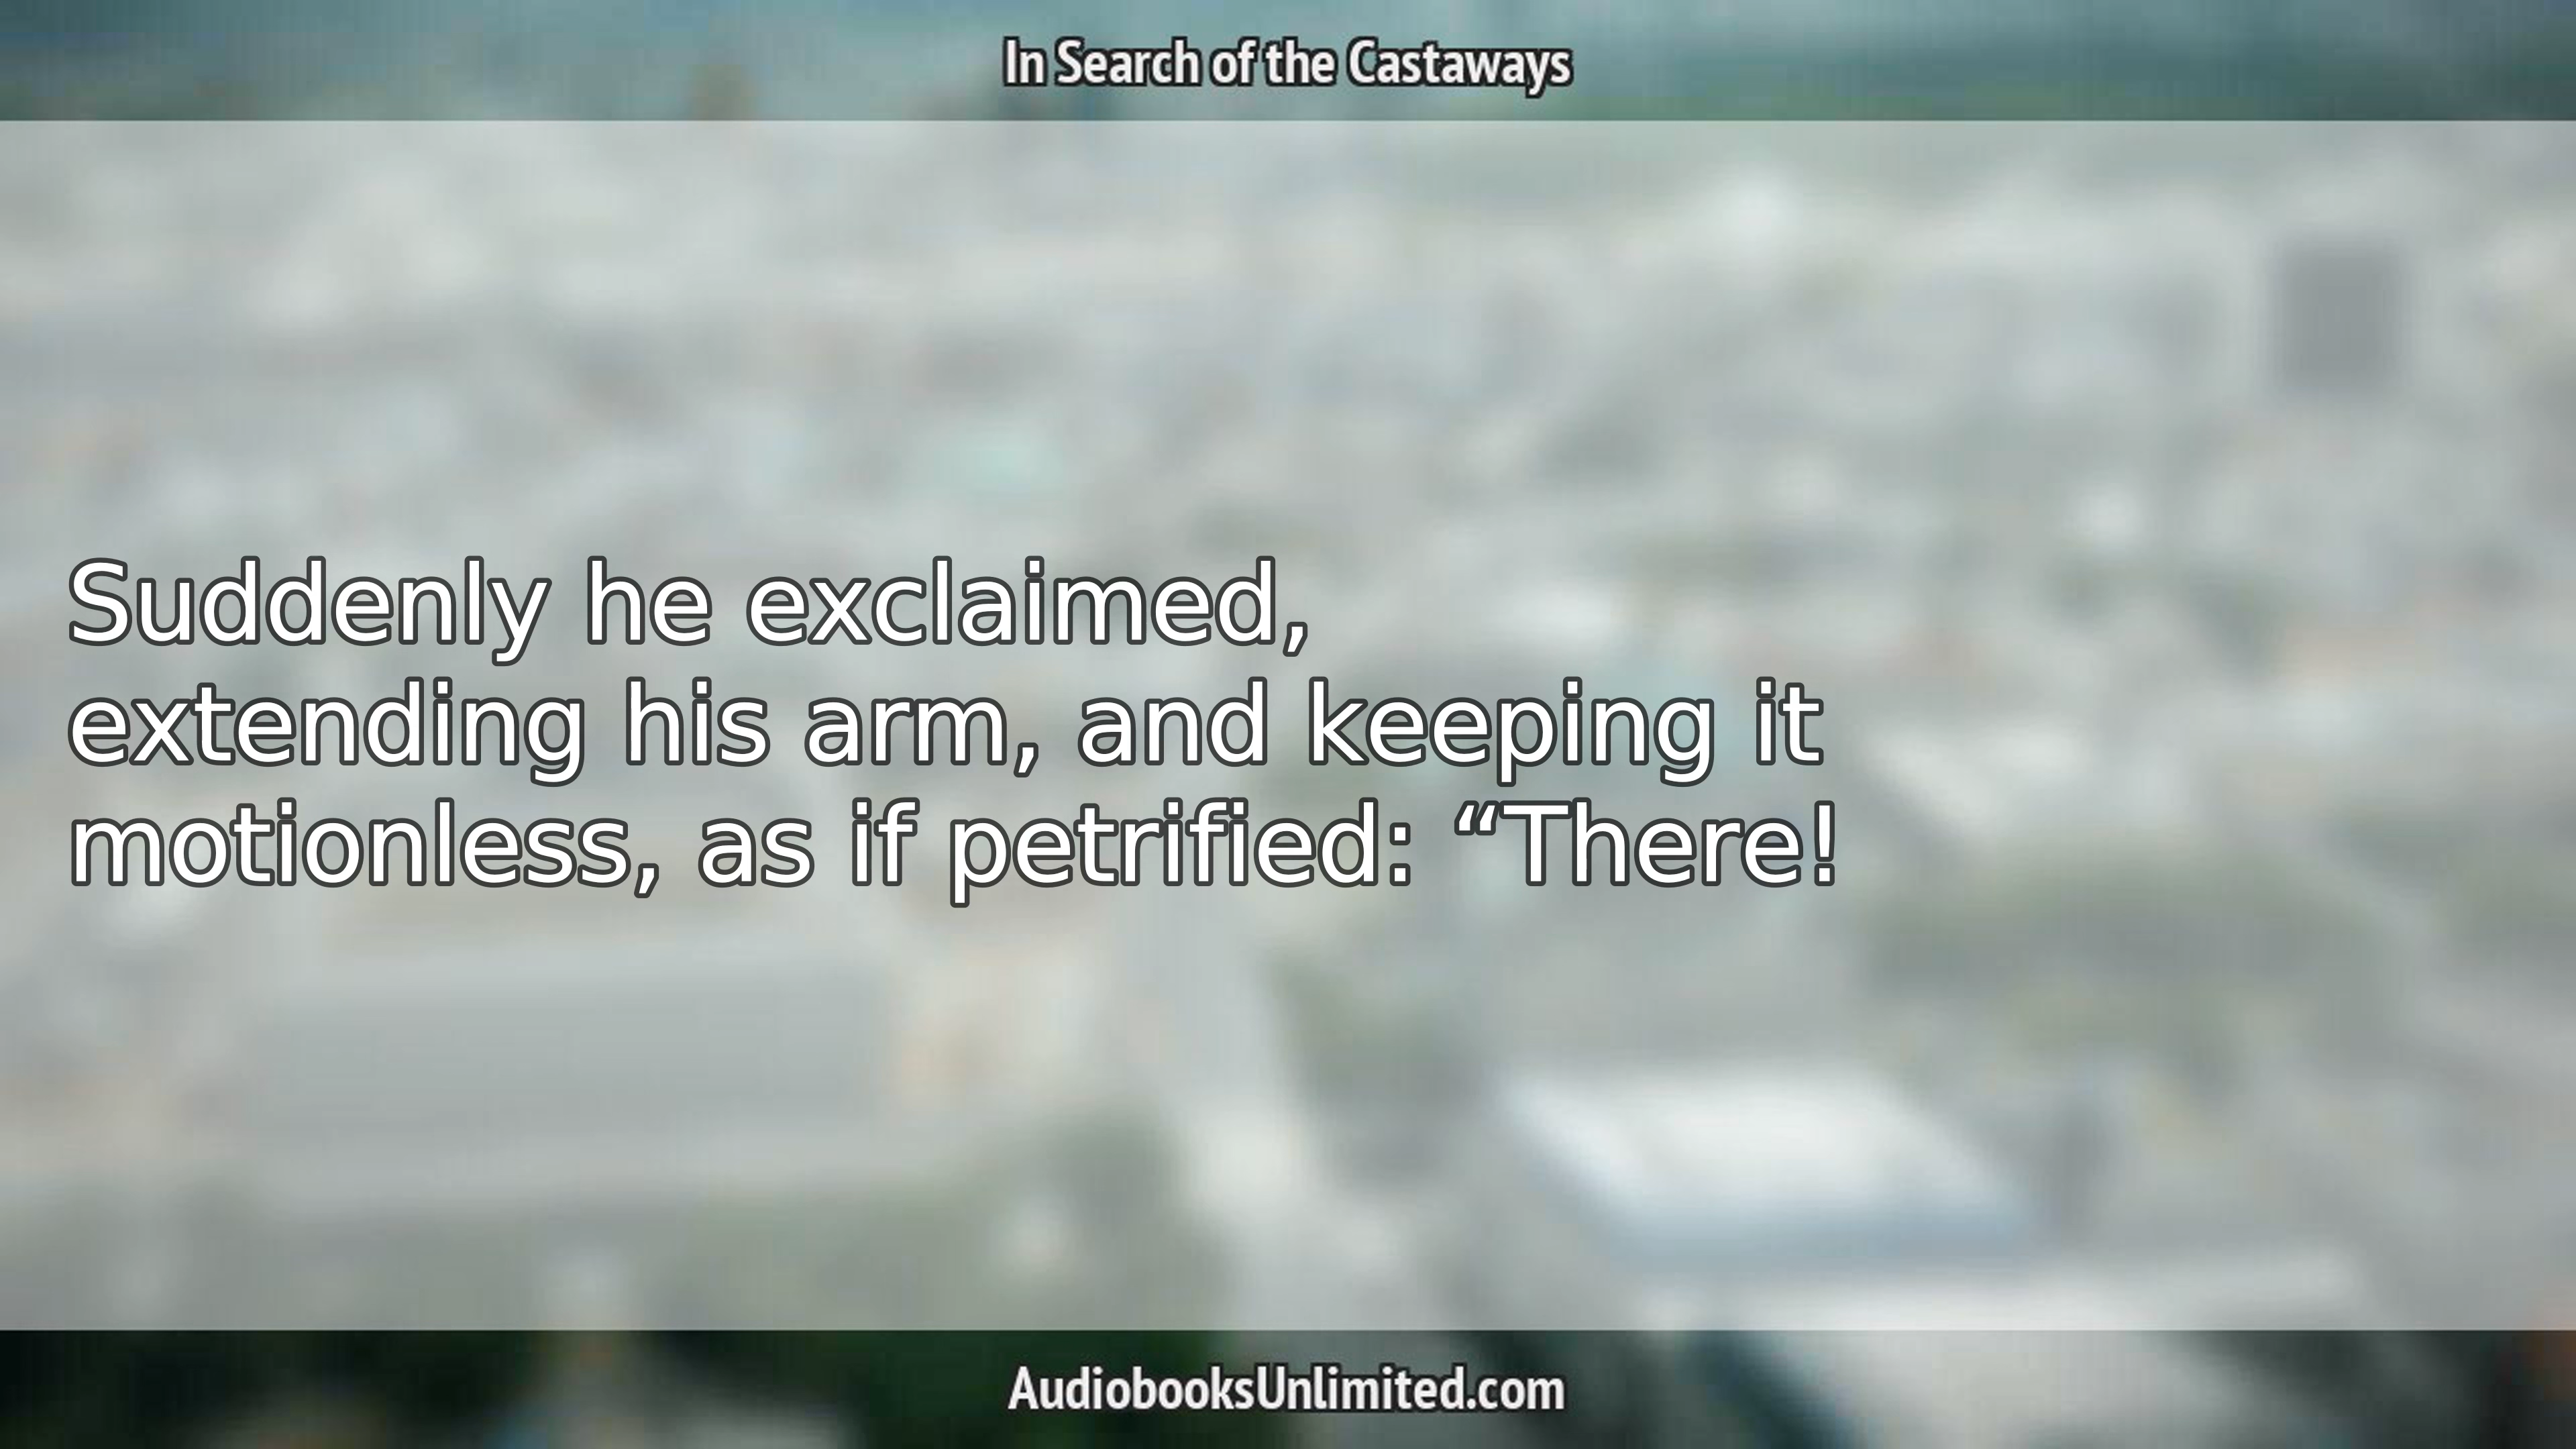 In Search of the Castaways
Suddenly he exclaimed,
extending his arm, and keeping it
motionless, as if petrified: “There!
AudiobooksUnlimited.com